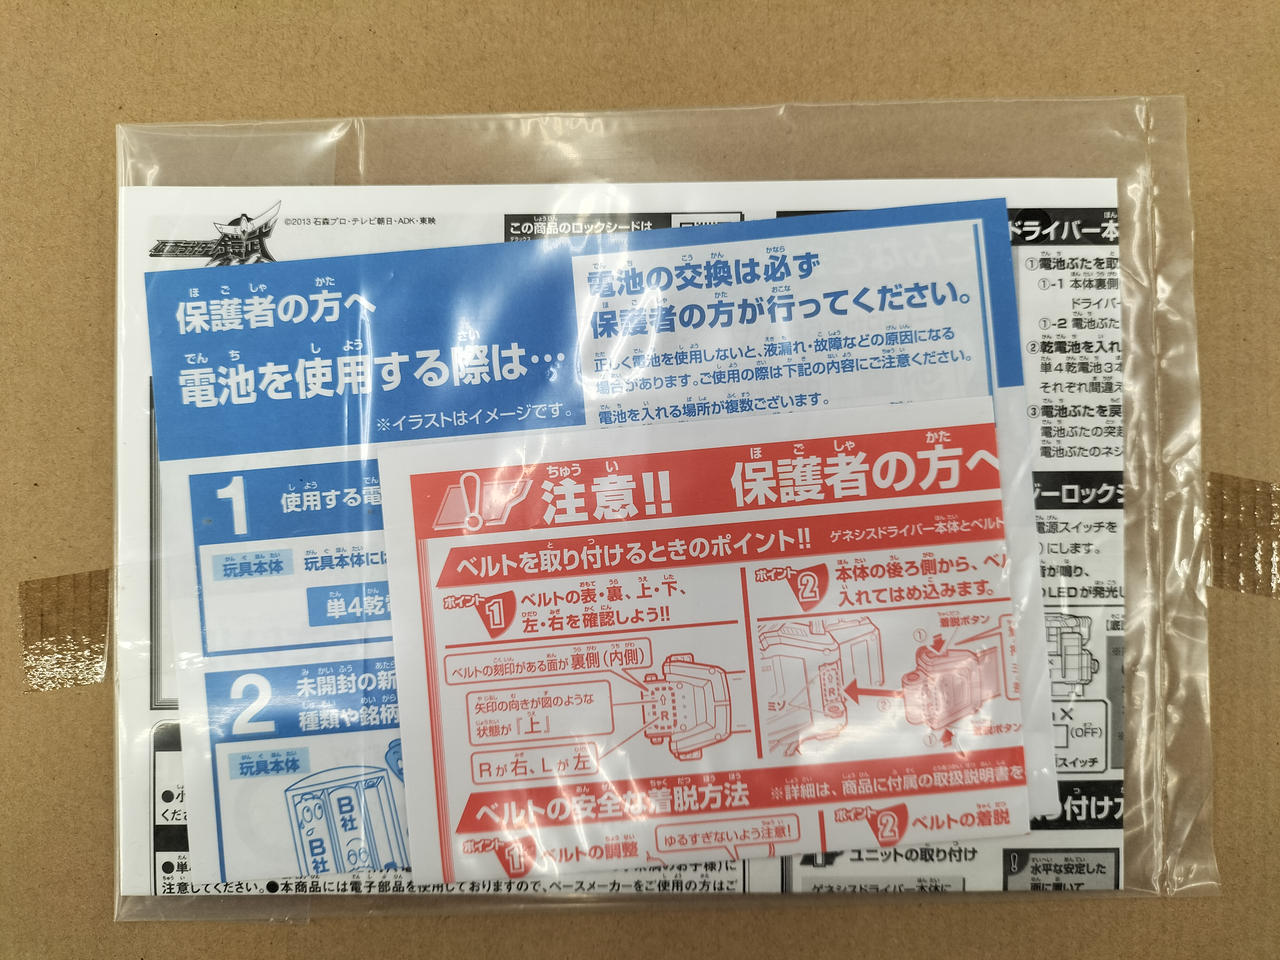 ©2013 石森プロ・テレビ朝日・ADK・東映
この商品のロックシードは
保護者の方へ
電池を使用する際は…
※イラストはイメージです。
電池の交換は必ず
保護者の方が行ってください。
正しく電池を使用しないと、液漏れ・故障などの原因になる
場合があります。ご使用の際は下記の内容にご注意ください。
電池を入れる場所が複数ございます。
1
使用する電
玩具本体
玩具本体には
単4乾電
2
未開封の新
種類や銘柄
玩具本体
B社
B社
注意!! 保護者の方へ
ベルトを取り付けるときのポイント!!
ゲネシスドライバー本体とベルト
ポイント1
ベルトの表・裏、上・下、
左・右を確認しよう!!
ベルトの刻印がある面が裏側(内側)
矢印の向きが図のような
状態が『上』
Rが右、Lが左
R
ポイント2
本体の後ろ側から、ベル
入れてはめ込みます。
着脱ボタン
①
ミゾ
R
②
①
着脱ボタン
ベルトの安全な着脱方法
※詳細は、商品に付属の取扱説明書を
ポイント1
ベルトの調整
ゆるすぎないよう注意!
ポイント2
ベルトの着脱
ドライバー本
①電池ぶたを取
①-1 本体裏側
ドライバー
①-2 電池ぶた
②乾電池を入れ
単4乾電池3本
それぞれ間違え
③電池ぶたを戻
電池ぶたの突起
電池ぶたのネジ
ーロックシ
電源スイッチを
)にします。
音が鳴り、
のLEDが発光し
(OFF)
スイッチ
り付け方
ユニットの取り付け
ゲネシスドライバー本体に
水平な安定した
面に置いて
●小
くださ
●単
注意してください。●本商品には電子部品を使用しておりますので、ペースメーカーをご使用の方はご